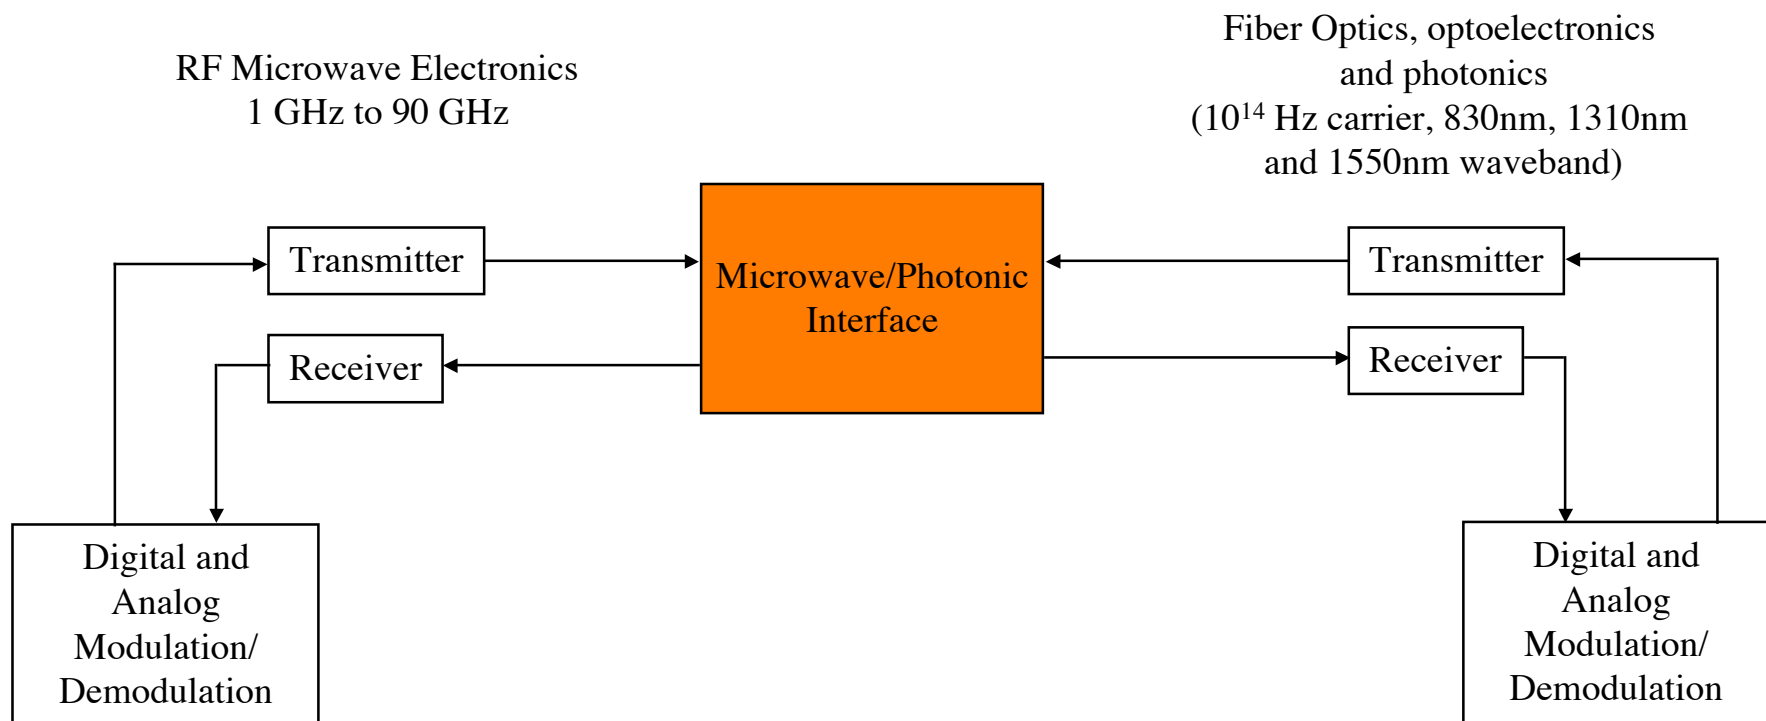 RF Microwave Electronics
1 GHz to 90 GHz
Fiber Optics, optoelectronics
and photonics
(10¹⁴ Hz carrier, 830nm, 1310nm
and 1550nm waveband)
Transmitter
Receiver
Microwave/Photonic
Interface
Transmitter
Receiver
Digital and
Analog
Modulation/
Demodulation
Digital and
Analog
Modulation/
Demodulation